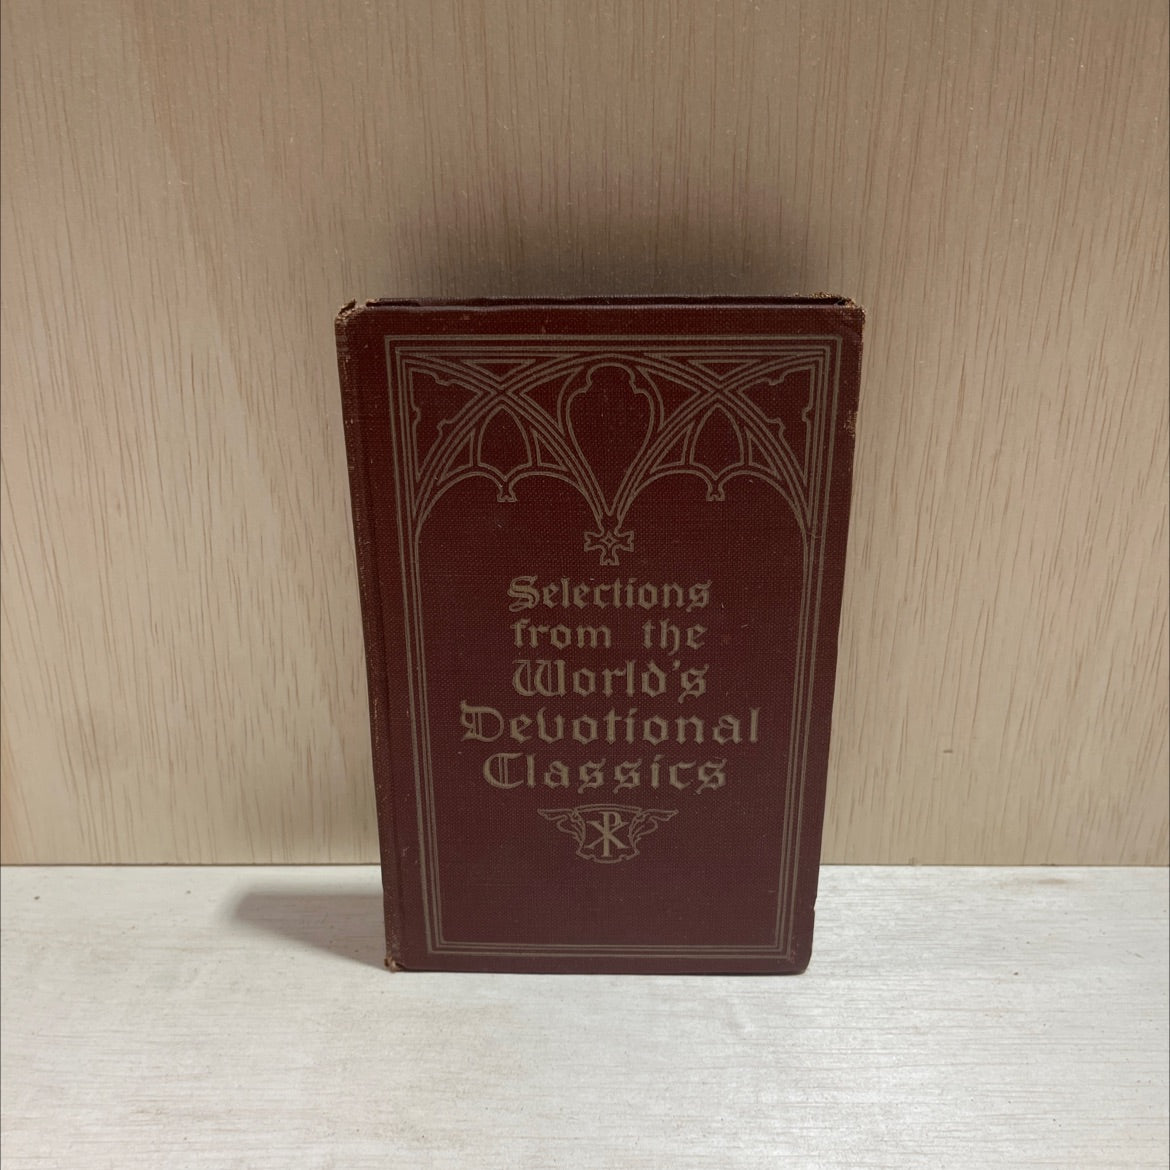 Selections
from the
World's
Devotional
Classics